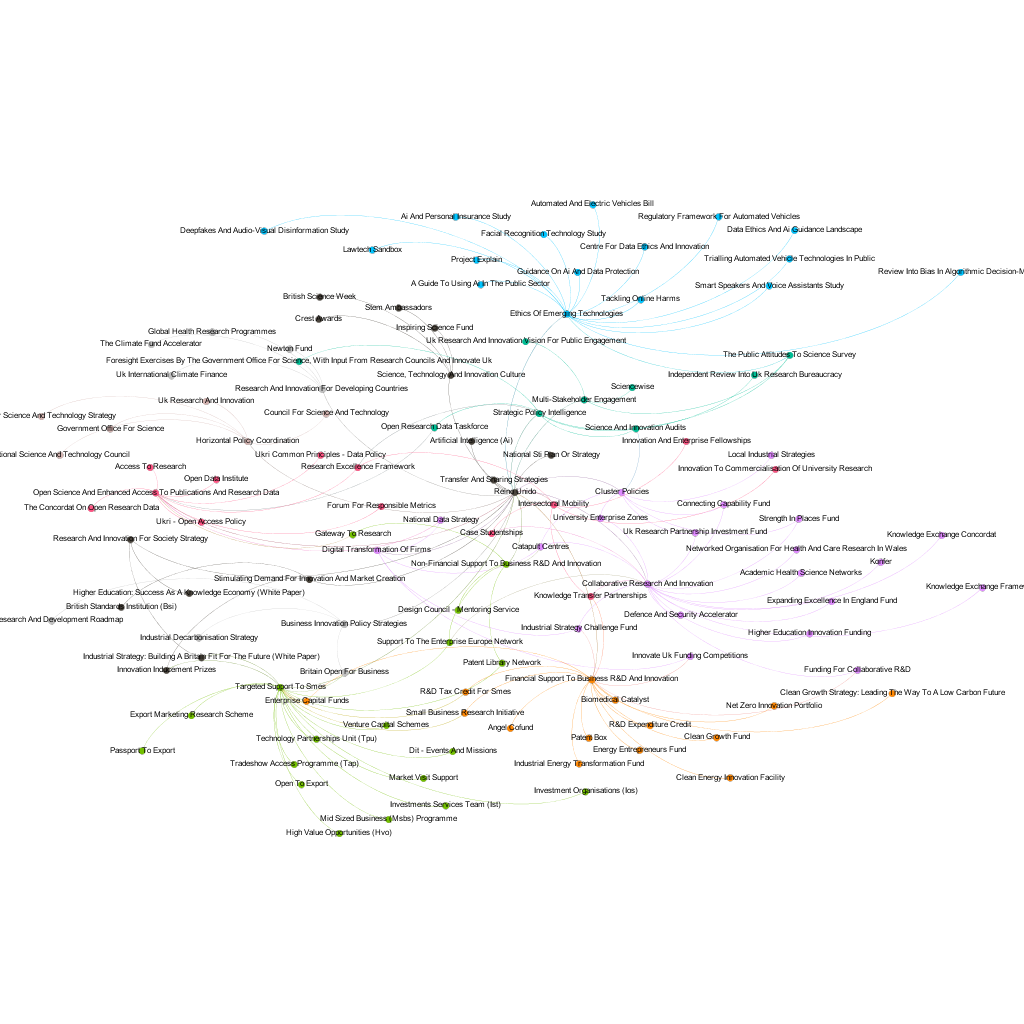 Automated And Electric Vehicles Bill
Ai And Personal Insurance Study
Regulatory Framework For Automated Vehicles
Deepfakes And Audio-Visual Disinformation Study
Facial Recognition Technology Study
Data Ethics And Ai Guidance Landscape
Lawtech Sandbox
Centre For Data Ethics And Innovation
Project Explain
Trialling Automated Vehicle Technologies In Public
Guidance On Ai And Data Protection
Review Into Bias In Algorithmic Decision-M
A Guide To Using Ai In The Public Sector
Smart Speakers And Voice Assistants Study
British Science Week
Tackling Online Harms
Stem Ambassadors
Ethics Of Emerging Technologies
Crest Awards
Inspiring Science Fund
Global Health Research Programmes
Uk Research And Innovation Vision For Public Engagement
The Climate Fund Accelerator
Newton Fund
The Public Attitudes To Science Survey
Foresight Exercises By The Government Office For Science, With Input From Research Councils And Innovate Uk
Uk International Climate Finance
Science, Technology And Innovation Culture
Independent Review Into Uk Research Bureaucracy
Research And Innovation For Developing Countries
Sciencewise
Uk Research And Innovation
Multi-Stakeholder Engagement
Science And Technology Strategy
Council For Science And Technology
Strategic Policy Intelligence
Government Office For Science
Open Research Data Taskforce
Science And Innovation Audits
Horizontal Policy Coordination
Artificial Intelligence (Ai)
Innovation And Enterprise Fellowships
tional Science And Technology Council
Ukri Common Principles - Data Policy
National Sti Plan Or Strategy
Local Industrial Strategies
Access To Research
Research Excellence Framework
Innovation To Commercialisation Of University Research
Open Data Institute
Transfer And Sharing Strategies
Open Science And Enhanced Access To Publications And Research Data
Reino Unido
Cluster Policies
The Concordat On Open Research Data
Forum For Responsible Metrics
Intersectoral Mobility
Connecting Capability Fund
Ukri - Open Access Policy
National Data Strategy
University Enterprise Zones
Strength In Places Fund
Gateway To Research
Case Studentships
Uk Research Partnership Investment Fund
Knowledge Exchange Concordat
Research And Innovation For Society Strategy
Digital Transformation Of Firms
Catapult Centres
Networked Organisation For Health And Care Research In Wales
Non-Financial Support To Business R&D And Innovation
Konfer
Stimulating Demand For Innovation And Market Creation
Collaborative Research And Innovation
Academic Health Science Networks
Knowledge Exchange Framew
Higher Education: Success As A Knowledge Economy (White Paper)
Knowledge Transfer Partnerships
Expanding Excellence In England Fund
British Standards Institution (Bsi)
Design Council - Mentoring Service
Defence And Security Accelerator
esearch And Development Roadmap
Business Innovation Policy Strategies
Industrial Strategy Challenge Fund
Higher Education Innovation Funding
Industrial Decarbonisation Strategy
Support To The Enterprise Europe Network
Industrial Strategy: Building A Britain Fit For The Future (White Paper)
Patent Library Network
Innovate Uk Funding Competitions
Innovation Inducement Prizes
Britain Open For Business
Funding For Collaborative R&D
Financial Support To Business R&D And Innovation
Targeted Support To Smes
R&D Tax Credit For Smes
Clean Growth Strategy: Leading The Way To A Low Carbon Future
Enterprise Capital Funds
Biomedical Catalyst
Net Zero Innovation Portfolio
Export Marketing Research Scheme
Small Business Research Initiative
Venture Capital Schemes
Angel Cofund
R&D Expenditure Credit
Technology Partnerships Unit (Tpu)
Patent Box
Clean Growth Fund
Passport To Export
Dit - Events And Missions
Energy Entrepreneurs Fund
Tradeshow Access Programme (Tap)
Industrial Energy Transformation Fund
Market Visit Support
Clean Energy Innovation Facility
Open To Export
Investment Organisations (Ios)
Investments Services Team (Ist)
Mid Sized Business (Msbs) Programme
High Value Opportunities (Hvo)